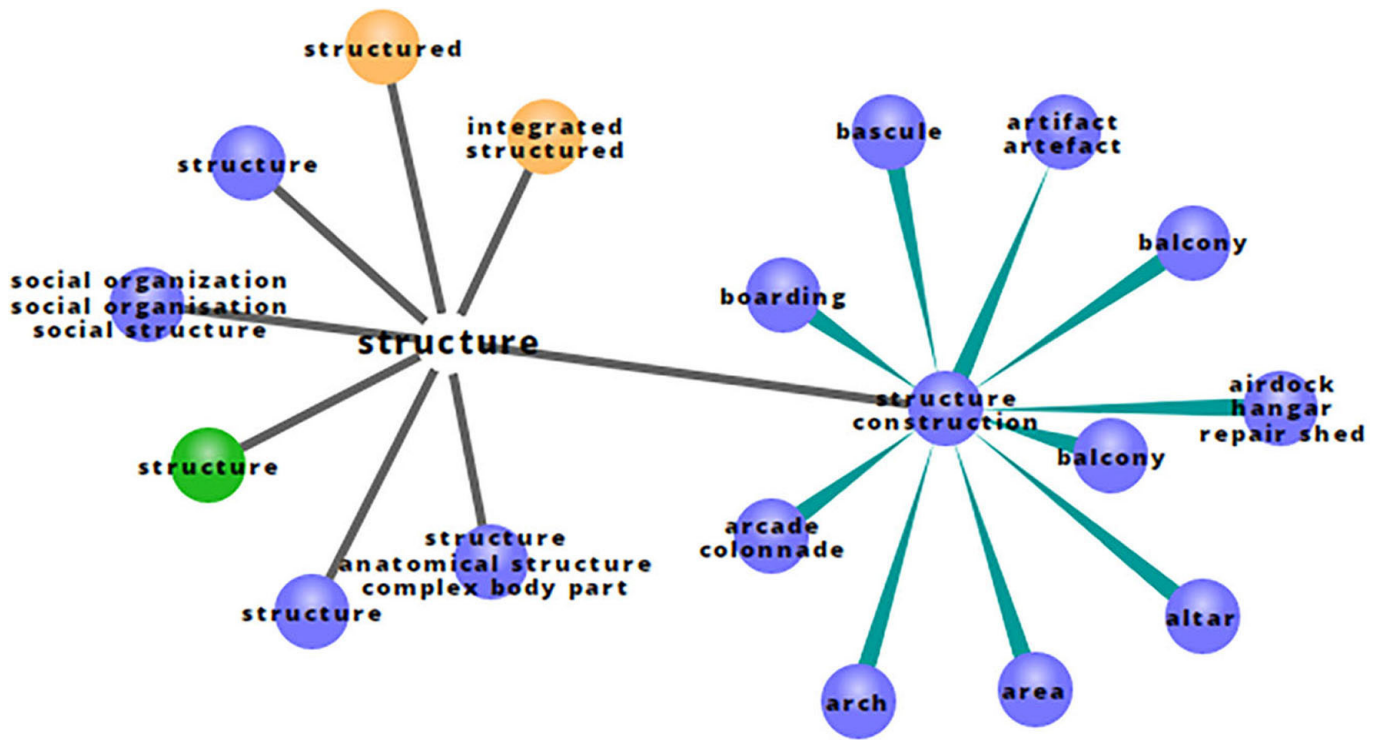 structured
integrated
structured
structure
social organization
social organisation
social structure
structure
structure
structure
structure
anatomical structure
complex body part
bascule
artifact
artefact
balcony
boarding
structure
construction
airdock
hangar
repair shed
balcony
arcade
colonnade
altar
arch
area